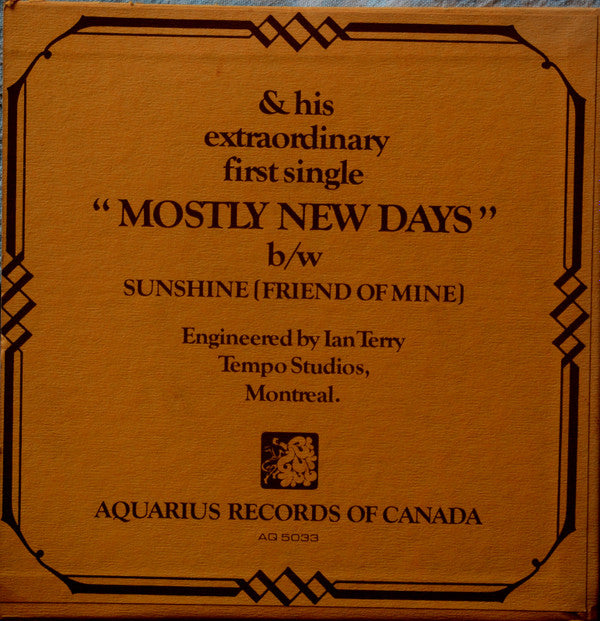 & his
extraordinary
first single
“MOSTLY NEW DAYS”
b/w
SUNSHINE (FRIEND OF MINE)
Engineered by Ian Terry
Tempo Studios,
Montreal.
AQUARIUS RECORDS OF CANADA
AQ 5033